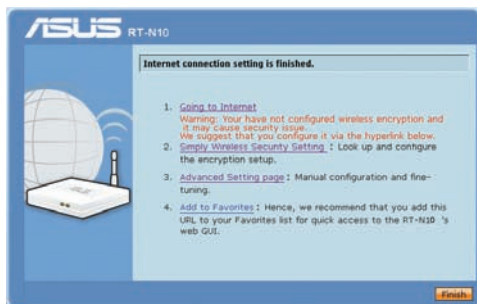 ASUS RT-N10
Internet connection setting is finished.
1. Going to Internet
Warning: Your have not configured wireless encryption and
it may cause security issue.
We suggest that you configure it via the hyperlink below.
2. Simply Wireless Security Setting : Look up and configure
the encryption setup.
3. Advanced Setting page : Manual configuration and fine-
tuning.
4. Add to Favorites : Hence, we recommend that you add this
URL to your Favorites list for quick access to the RT-N10 's
web GUI.
Finish